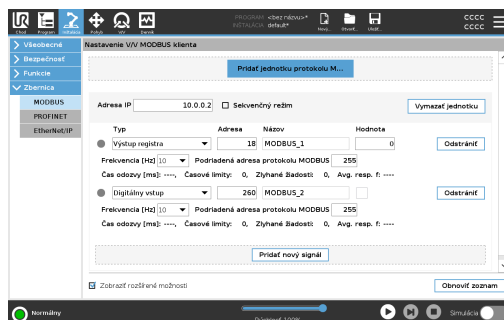 PROGRAM <bez názvu>*
INŠTALÁCIA default*
CCCC
CCCC
Chod Program Inštalácia Pohyb V/V Denník
Nový... Otvoriť... Uložiť...
Všeobecné
Bezpečnosť
Funkcie
Zbernica
MODBUS
PROFINET
EtherNet/IP
Nastavenie V/V MODBUS klienta
Pridať jednotku protokolu M...
Adresa IP 10.0.0.2 Sekvenčný režim Vymazať jednotku
Typ Adresa Názov Hodnota
Výstup registra 18 MODBUS_1 0 Odstrániť
Frekvencia [Hz] 10 Podriadená adresa protokolu MODBUS 255
Čas odozvy [ms]: ----, Časové limity: 0, Zlyhané žiadosti: 0, Avg. resp. f: ----
Digitálny vstup 260 MODBUS_2 Odstrániť
Frekvencia [Hz] 10 Podriadená adresa protokolu MODBUS 255
Čas odozvy [ms]: ----, Časové limity: 0, Zlyhané žiadosti: 0, Avg. resp. f: ----
Pridať nový signál
Zobraziť rozšírené možnosti Obnoviť zoznam
Normálny
100%
Simulácia